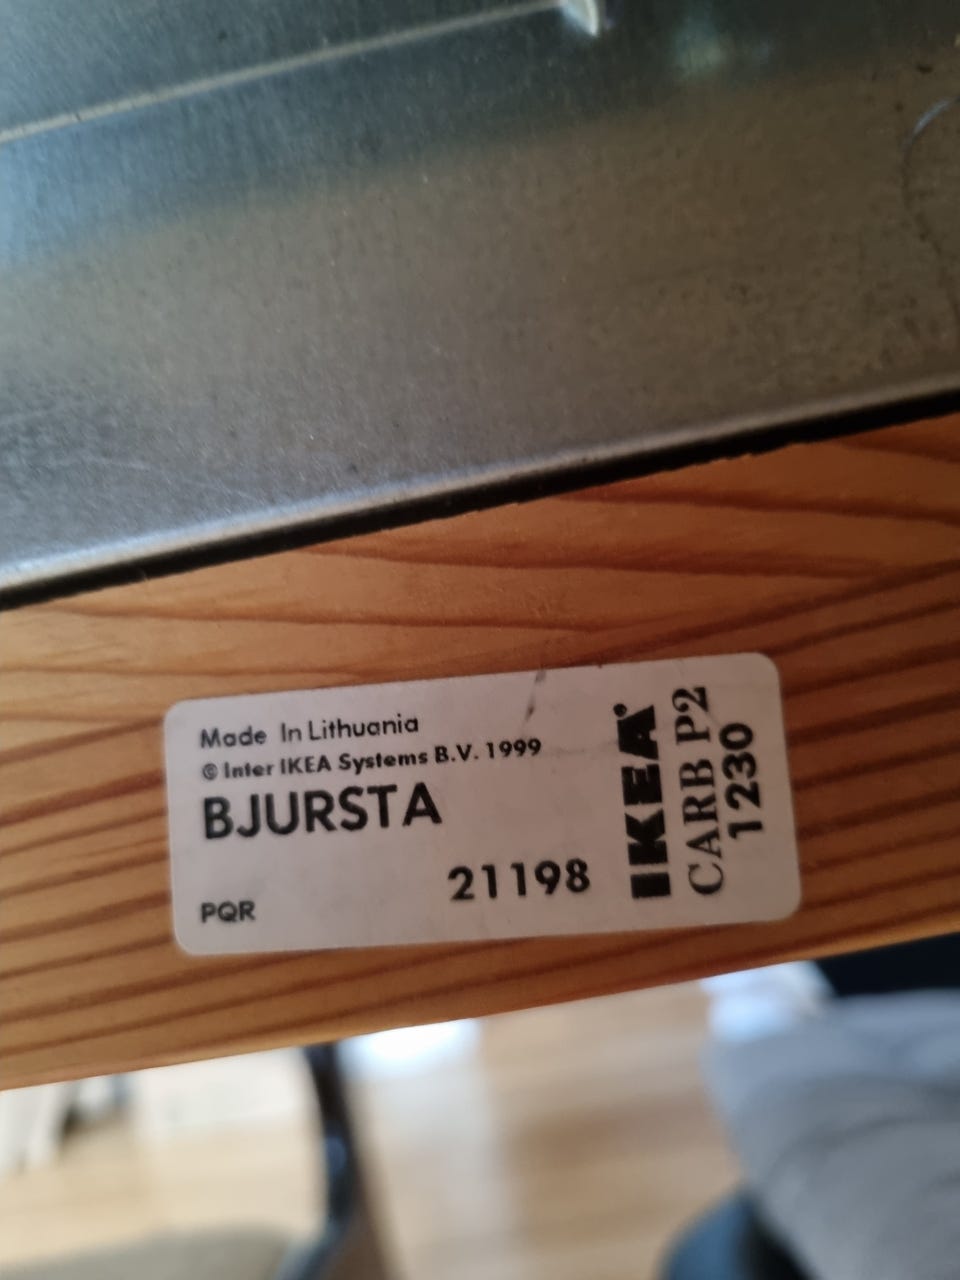 Made In Lithuania
© Inter IKEA Systems B.V. 1999
BJURSTA
21198
PQR
IKEA®
CARB P2
1230